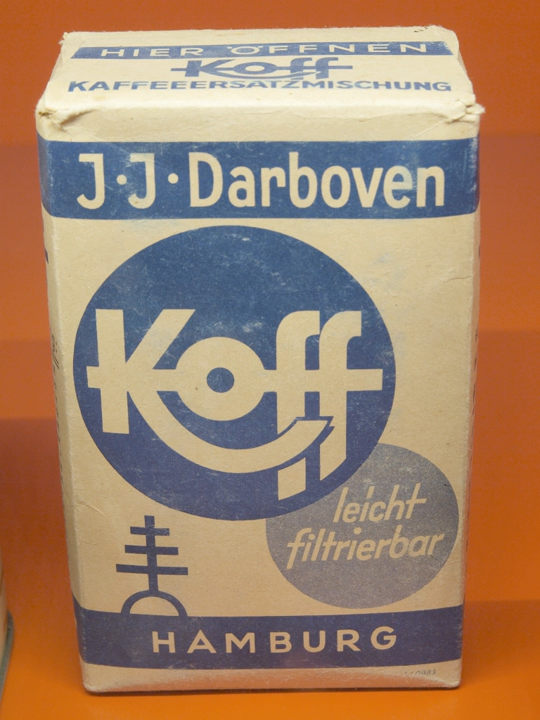 HIER ÖFFNEN
Koff
KAFFEEERSATZMISCHUNG
J·J·Darboven
Koff
leicht
filtrierbar
HAMBURG